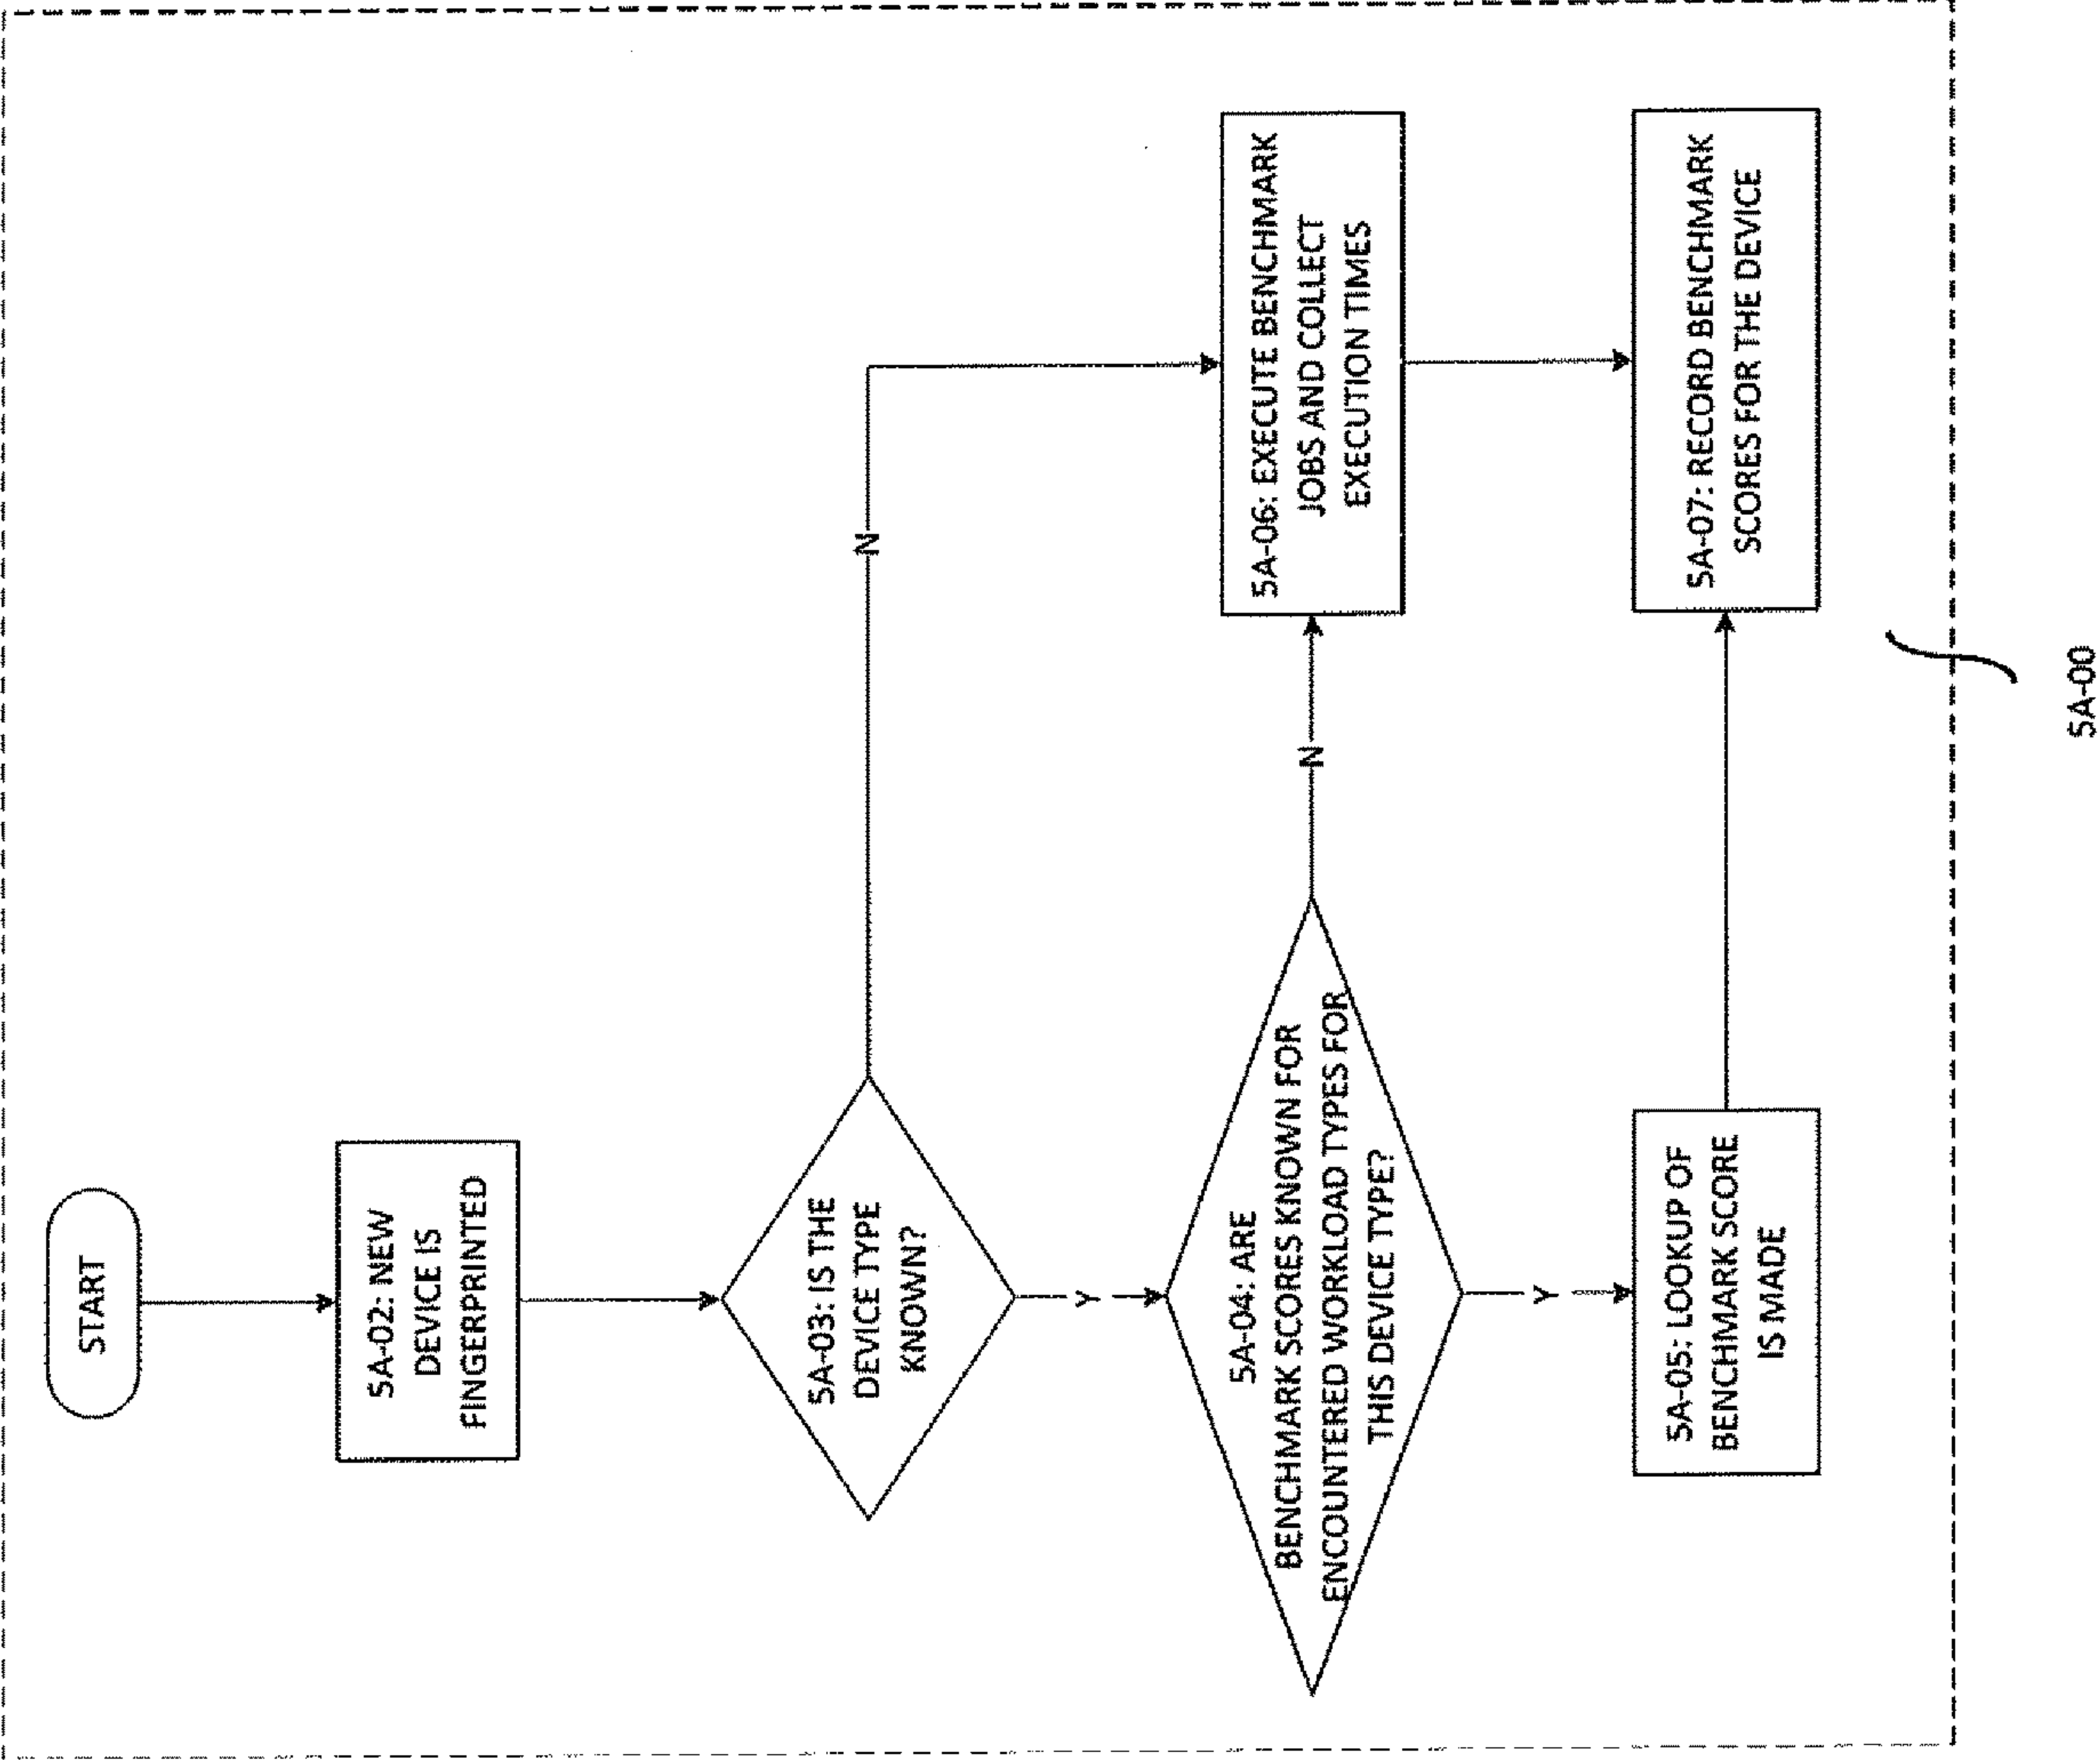 START
5A-02: NEW
DEVICE IS
FINGERPRINTED
5A-03: IS THE
DEVICE TYPE
KNOWN?
N
Y
5A-04: ARE
BENCHMARK SCORES KNOWN FOR
ENCOUNTERED WORKLOAD TYPES FOR
THIS DEVICE TYPE?
N
Y
5A-06: EXECUTE BENCHMARK
JOBS AND COLLECT
EXECUTION TIMES
5A-05: LOOKUP OF
BENCHMARK SCORE
IS MADE
5A-07: RECORD BENCHMARK
SCORES FOR THE DEVICE
5A-00